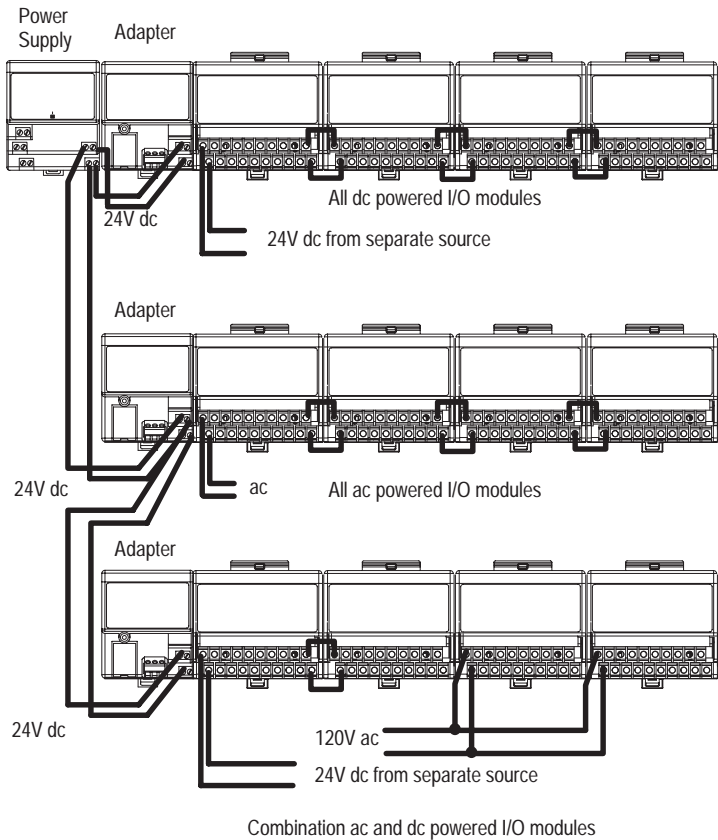 Power
Supply
Adapter
24V dc
All dc powered I/O modules
24V dc from separate source
Adapter
24V dc
ac
All ac powered I/O modules
Adapter
24V dc
120V ac
24V dc from separate source
Combination ac and dc powered I/O modules